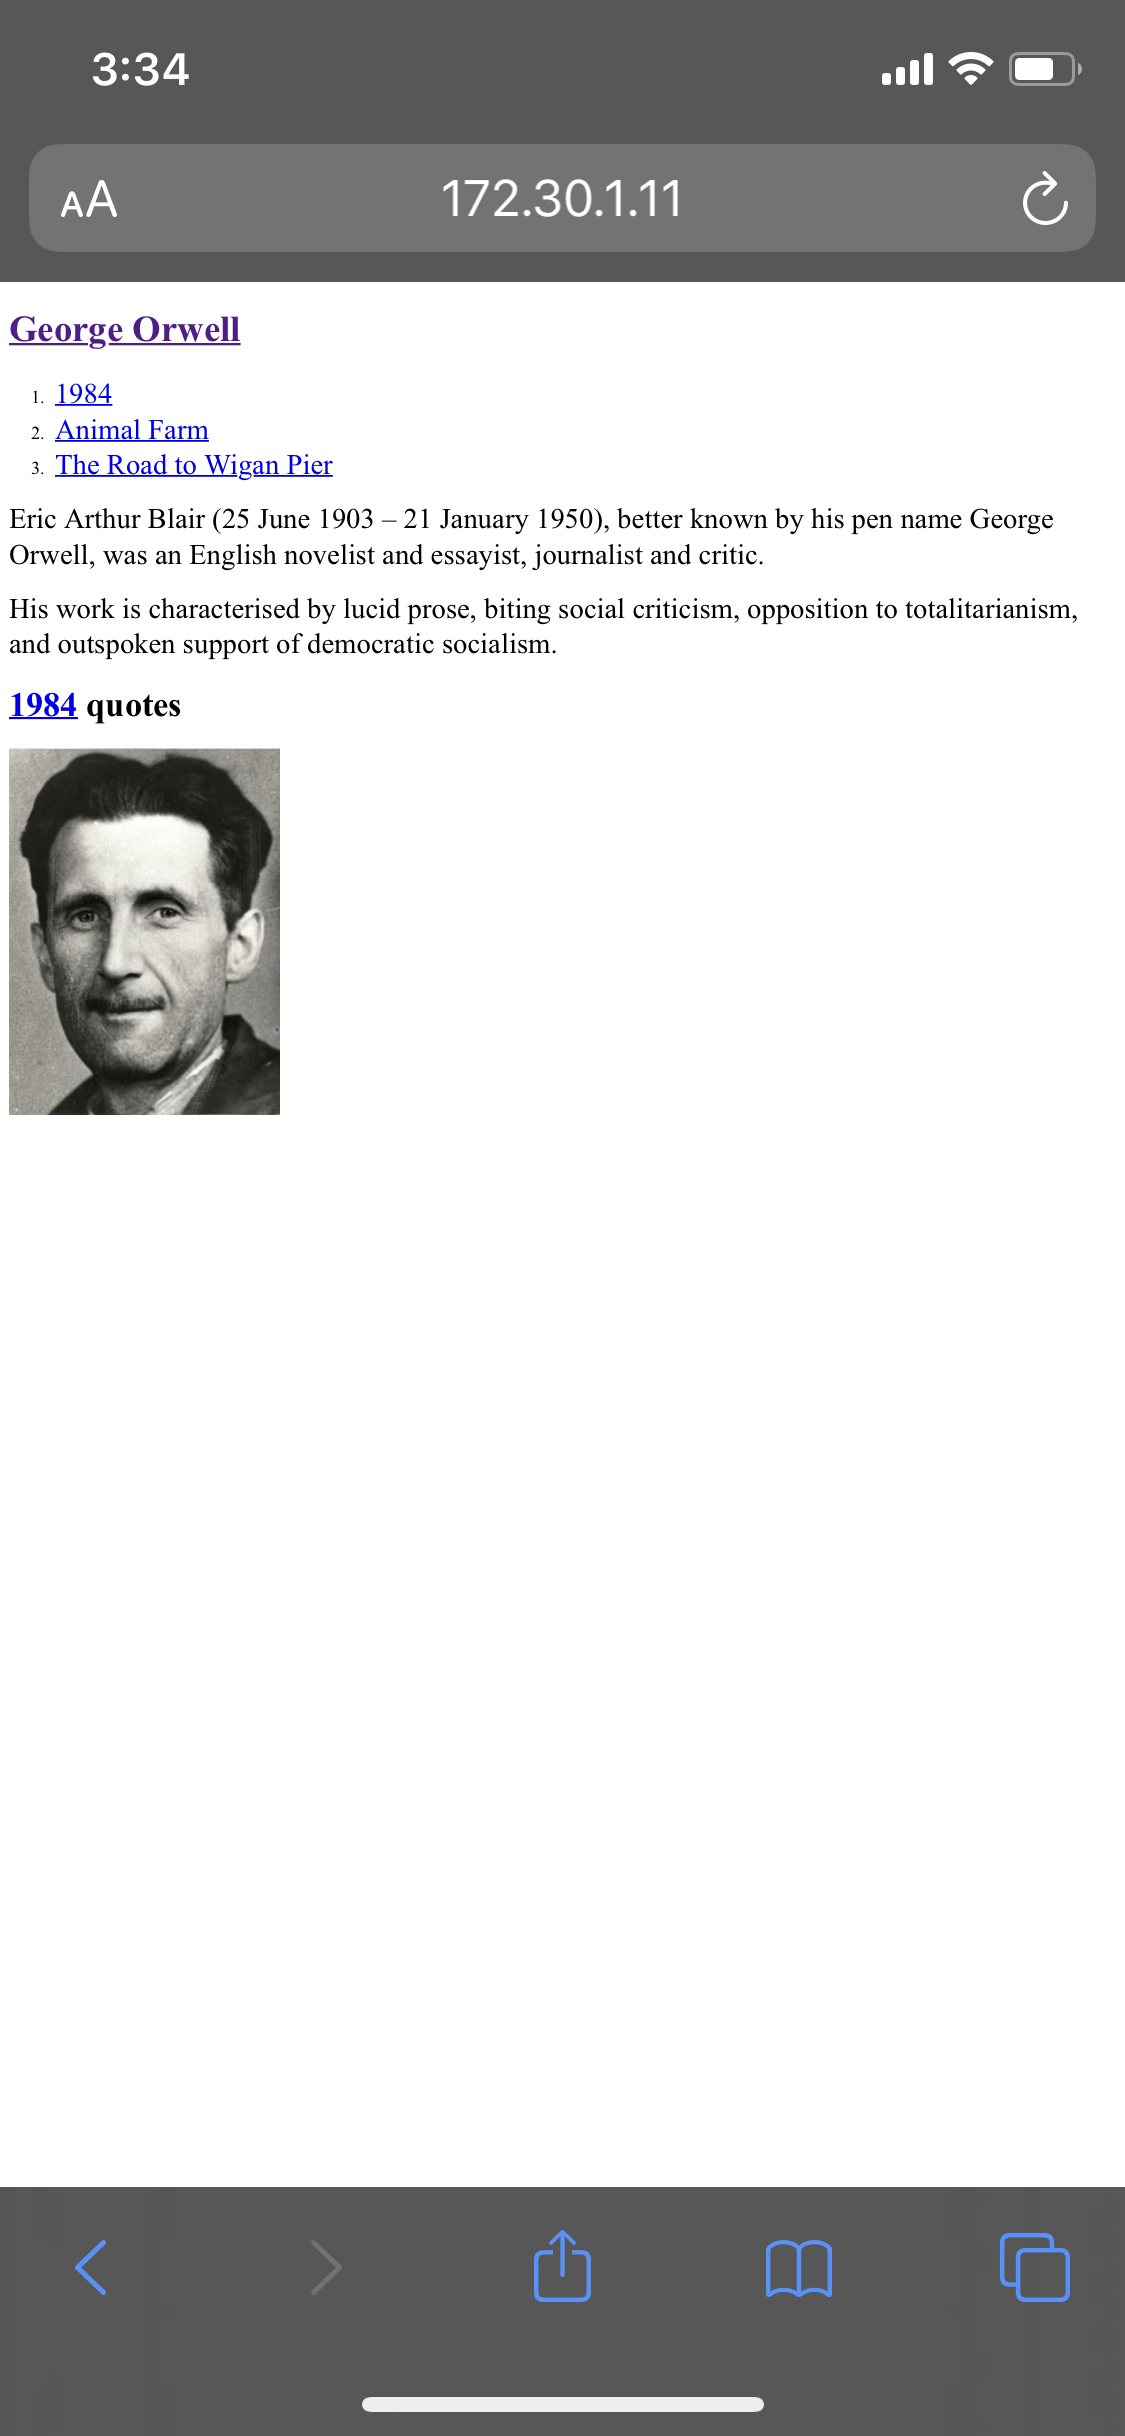 3:34
AA 172.30.1.11
George Orwell
1. 1984
2. Animal Farm
3. The Road to Wigan Pier
Eric Arthur Blair (25 June 1903 – 21 January 1950), better known by his pen name George
Orwell, was an English novelist and essayist, journalist and critic.
His work is characterised by lucid prose, biting social criticism, opposition to totalitarianism,
and outspoken support of democratic socialism.
1984 quotes